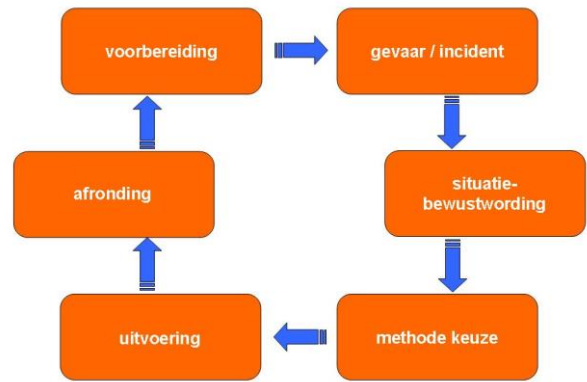 voorbereiding
gevaar / incident
situatie-
bewustwording
methode keuze
uitvoering
afronding